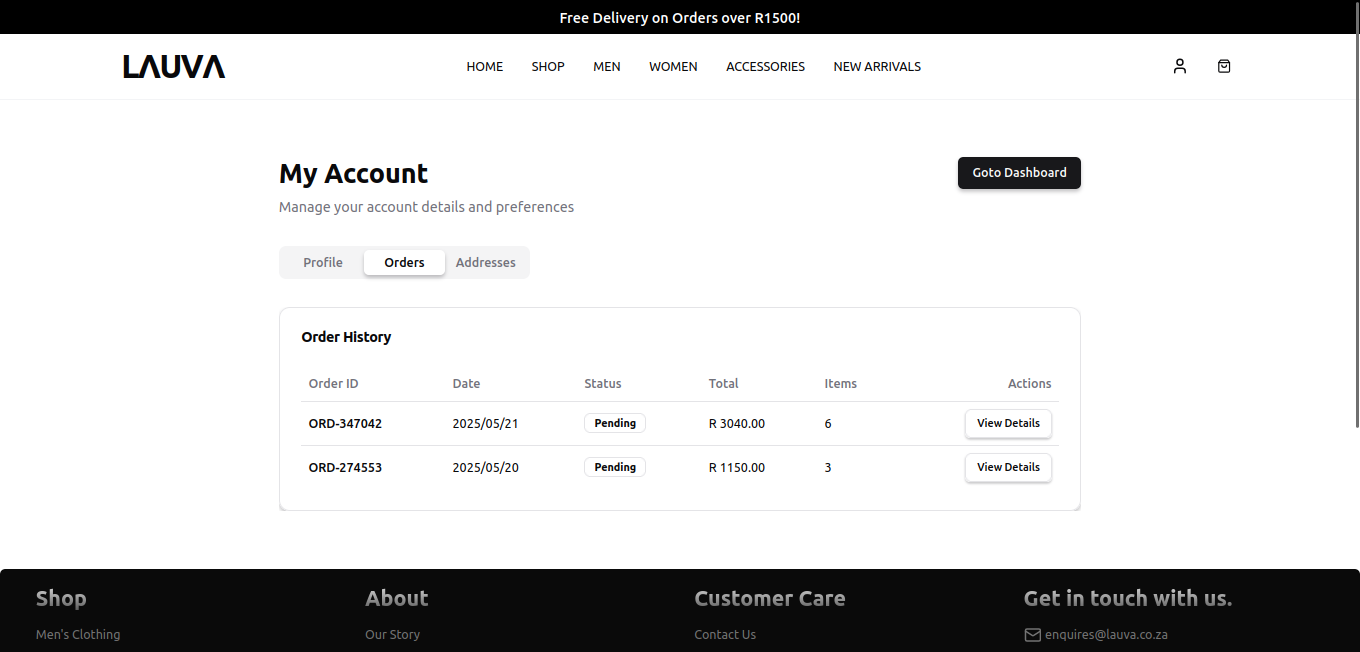 Free Delivery on Orders over R1500!
LAUVA
HOME SHOP MEN WOMEN ACCESSORIES NEW ARRIVALS
My Account
Goto Dashboard
Manage your account details and preferences
Profile Orders Addresses
Order History
Order ID Date Status Total Items Actions
ORD-347042 2025/05/21 Pending R 3040.00 6 View Details
ORD-274553 2025/05/20 Pending R 1150.00 3 View Details
Shop About Customer Care Get in touch with us.
Men's Clothing Our Story Contact Us enquires@lauva.co.za